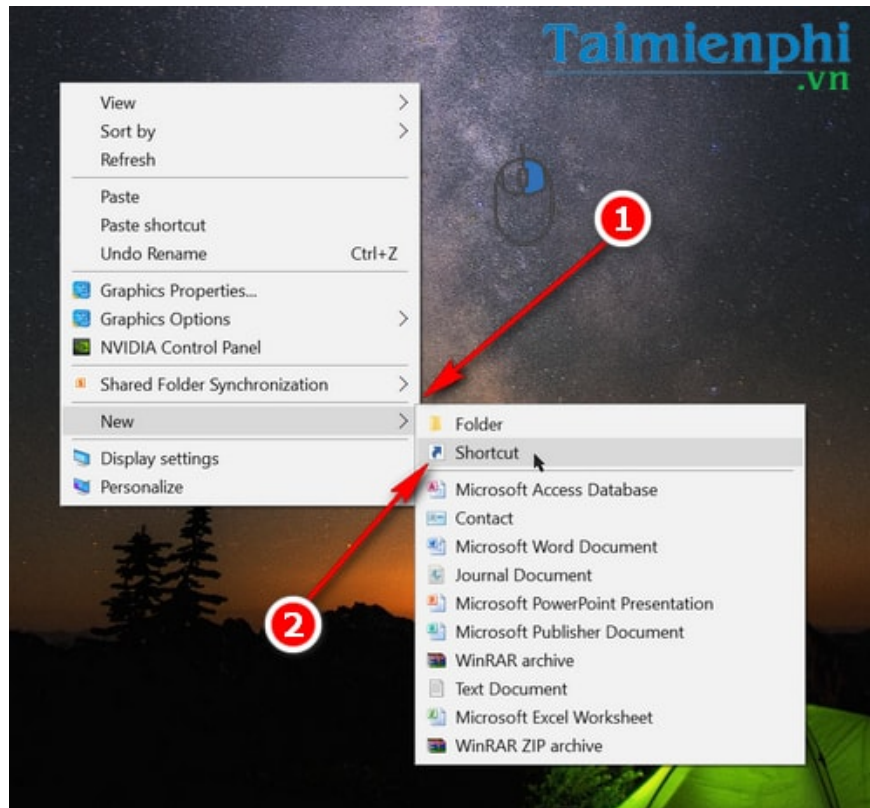 Taimienphi
.vn
View
Sort by
Refresh
Paste
Paste shortcut
Undo Rename Ctrl+Z
Graphics Properties...
Graphics Options
NVIDIA Control Panel
Shared Folder Synchronization
New
Display settings
Personalize
1
2
Folder
Shortcut
Microsoft Access Database
Contact
Microsoft Word Document
Journal Document
Microsoft PowerPoint Presentation
Microsoft Publisher Document
WinRAR archive
Text Document
Microsoft Excel Worksheet
WinRAR ZIP archive